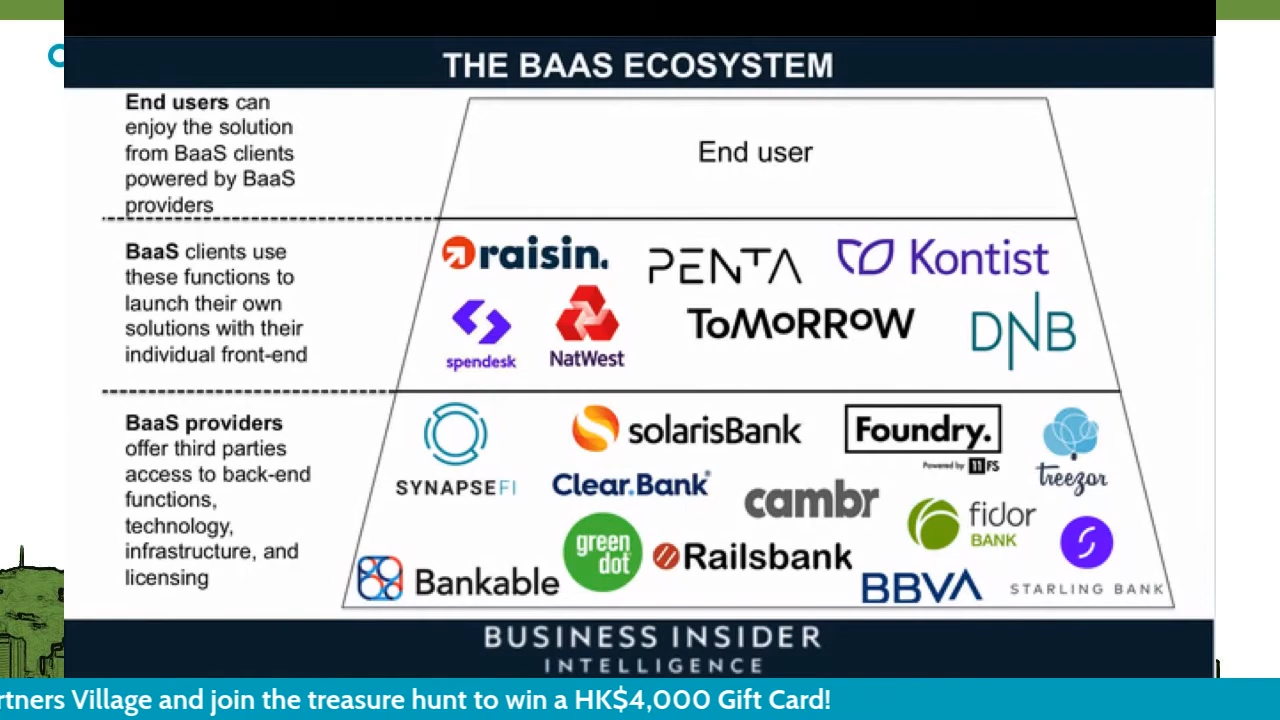 THE BAAS ECOSYSTEM
End users can
enjoy the solution
from BaaS clients
powered by BaaS
providers
End user
BaaS clients use
these functions to
launch their own
solutions with their
individual front-end
raisin.
PENTA
Kontist
spendesk
NatWest
ToMoRRoW
DNB
BaaS providers
offer third parties
access to back-end
functions,
technology,
infrastructure, and
licensing
SYNAPSEFI
solarisBank
Foundry.
Powered by 11FS
treezor
Clear.Bank®
cambr
fidor
BANK
green
dot
Railsbank
Bankable
BBVA
STARLING BANK
BUSINESS INSIDER
INTELLIGENCE
rtners Village and join the treasure hunt to win a HK$4,000 Gift Card!